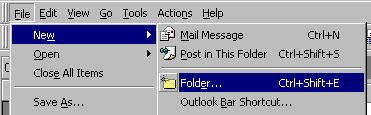 File Edit View Go Tools Actions Help
New
Open
Close All Items
Save As...
Mail Message Ctrl+N
Post in This Folder Ctrl+Shift+S
Folder... Ctrl+Shift+E
Outlook Bar Shortcut...